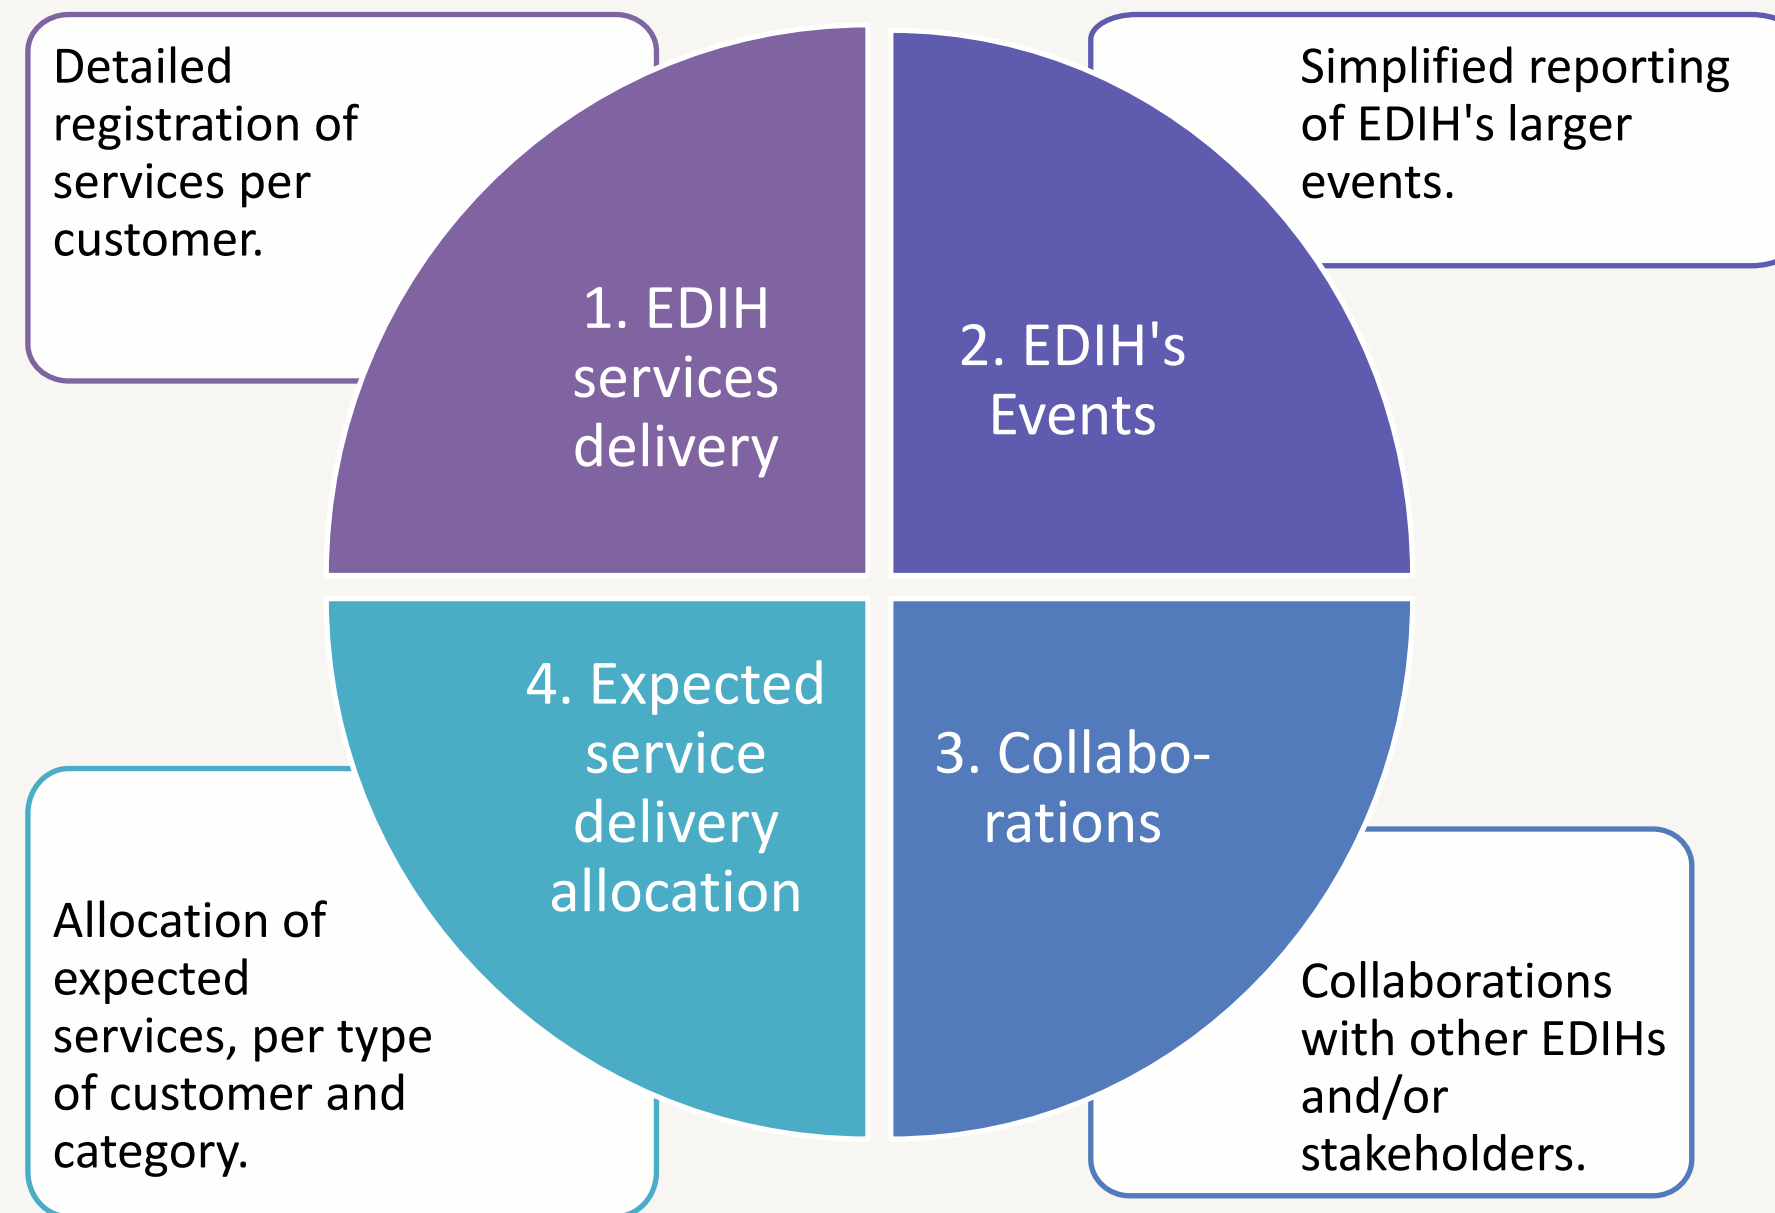 Detailed
registration of
services per
customer.
1. EDIH
services
delivery
Simplified reporting
of EDIH's larger
events.
2. EDIH's
Events
3. Collabo-
rations
Collaborations
with other EDIHs
and/or
stakeholders.
4. Expected
service
delivery
allocation
Allocation of
expected
services, per type
of customer and
category.